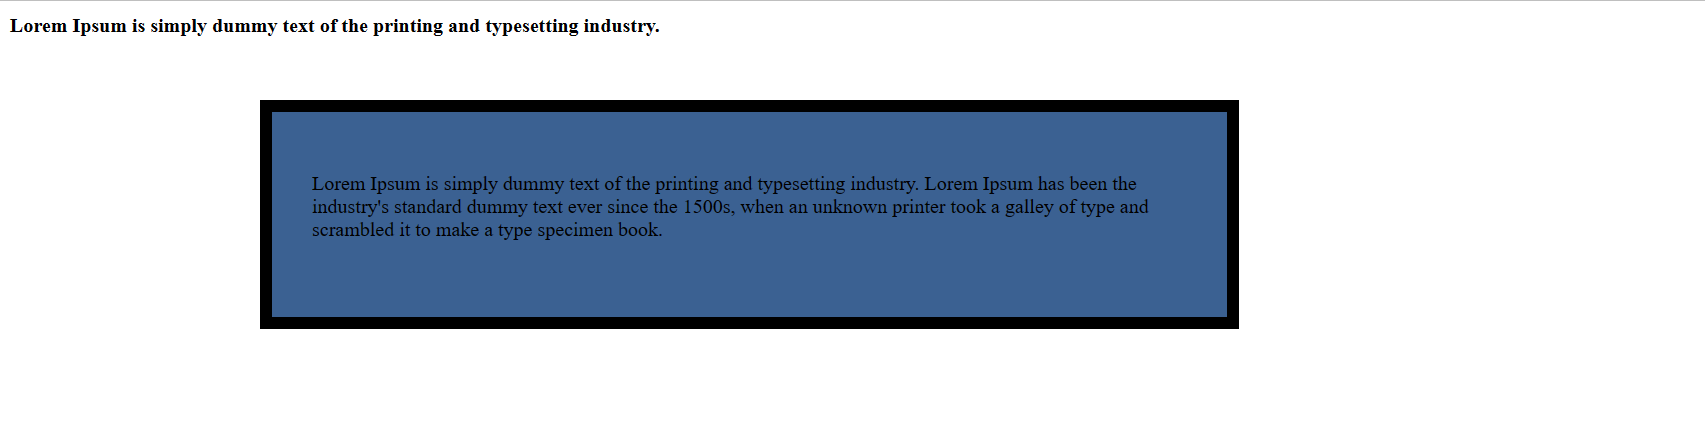 Lorem Ipsum is simply dummy text of the printing and typesetting industry.
Lorem Ipsum is simply dummy text of the printing and typesetting industry. Lorem Ipsum has been the
industry's standard dummy text ever since the 1500s, when an unknown printer took a galley of type and
scrambled it to make a type specimen book.